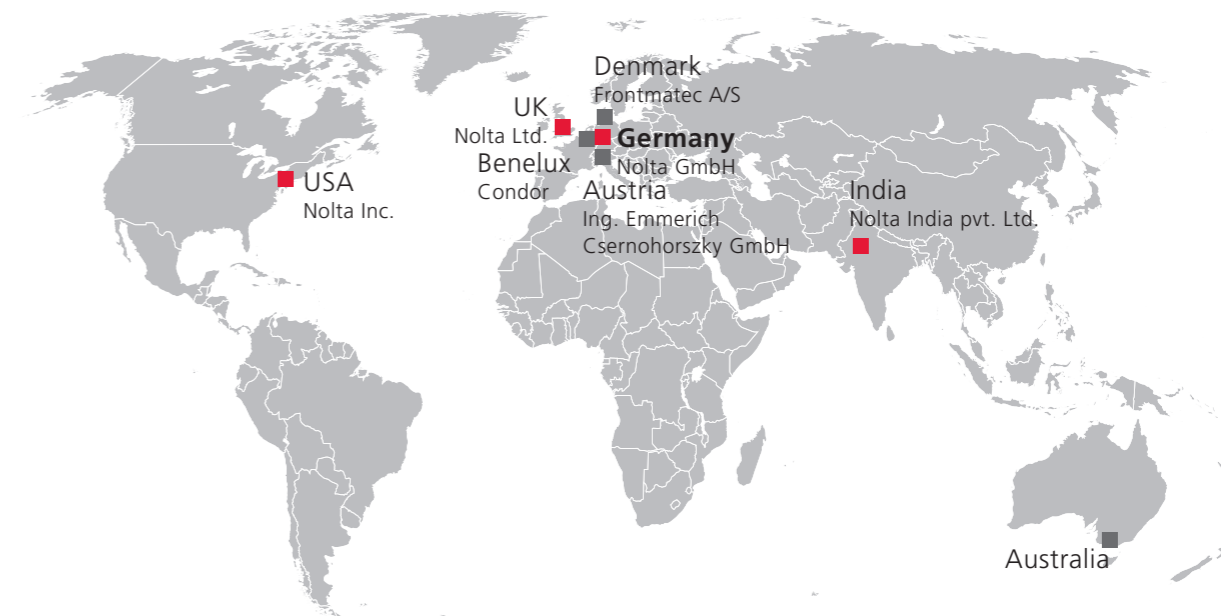 Denmark
Frontmatec A/S
UK
Nolta Ltd.
Germany
Nolta GmbH
Benelux
Condor
USA
Nolta Inc.
Austria
Ing. Emmerich
Csernohorszky GmbH
India
Nolta India pvt. Ltd.
Australia